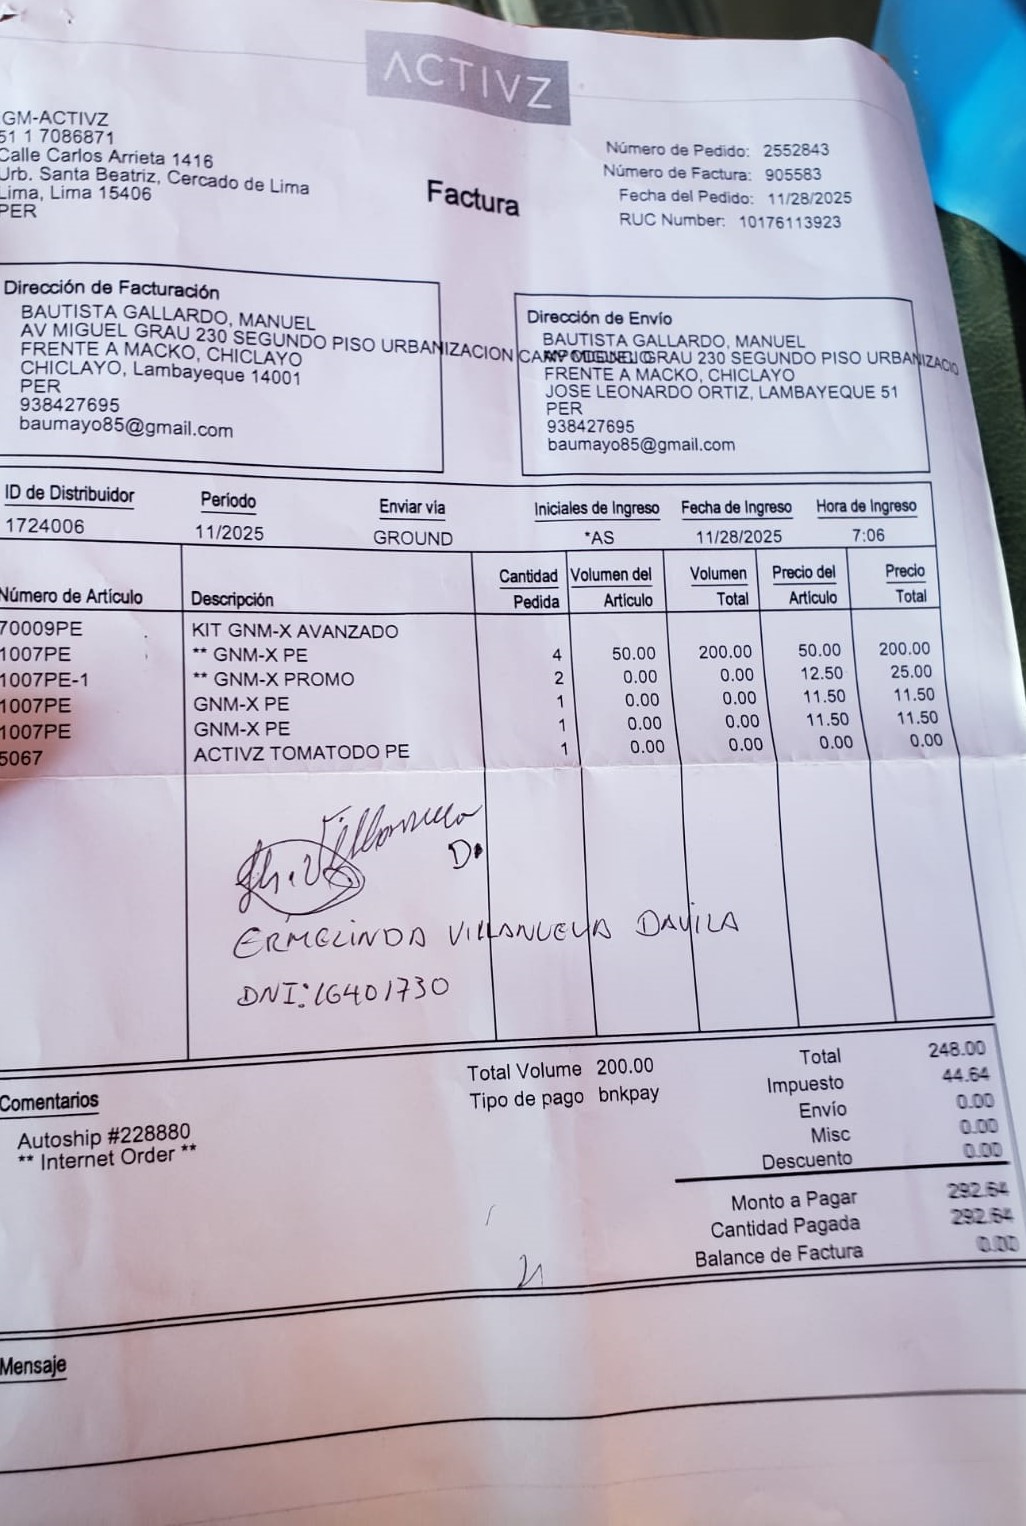 ACTIVZ
GM-ACTIVZ
51 1 7086871
Calle Carlos Arrieta 1416
Urb. Santa Beatriz, Cercado de Lima
Lima, Lima 15406
PER
Factura
Número de Pedido: 2552843
Número de Factura: 905583
Fecha del Pedido: 11/28/2025
RUC Number: 10176113923
Dirección de Facturación
BAUTISTA GALLARDO, MANUEL
AV MIGUEL GRAU 230 SEGUNDO PISO URBANIZACION
FRENTE A MACKO, CHICLAYO
CHICLAYO, Lambayeque 14001
PER
938427695
baumayo85@gmail.com
Dirección de Envío
BAUTISTA GALLARDO, MANUEL
GRAU 230 SEGUNDO PISO URBANIZACIO
FRENTE A MACKO, CHICLAYO
JOSE LEONARDO ORTIZ, LAMBAYEQUE 51
PER
938427695
baumayo85@gmail.com
ID de Distribuidor Período Enviar vía Iniciales de Ingreso Fecha de Ingreso Hora de Ingreso
1724006 11/2025 GROUND *AS 11/28/2025 7:06
Número de Artículo Descripción Cantidad Pedida Volumen del Artículo Volumen Total Precio del Artículo Precio Total
70009PE KIT GNM-X AVANZADO
1007PE ** GNM-X PE 4 50.00 200.00 50.00 200.00
1007PE-1 ** GNM-X PROMO 2 0.00 0.00 12.50 25.00
1007PE GNM-X PE 1 0.00 0.00 11.50 11.50
1007PE GNM-X PE 1 0.00 0.00 11.50 11.50
5067 ACTIVZ TOMATODO PE 1 0.00 0.00 0.00 0.00
Villanueva
D
ERMELINDA VILLANUEVA DAVILA
DNI: 16401730
Total Volume 200.00
Tipo de pago bnkpay
Total 248.00
Impuesto 44.64
Envío 0.00
Misc 0.00
Descuento 0.00
Monto a Pagar 292.64
Cantidad Pagada 292.64
Balance de Factura 0.00
Comentarios
Autoship #228880
** Internet Order **
Mensaje